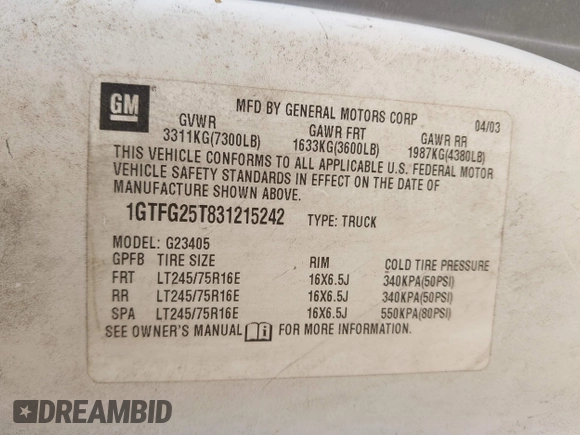 GM
MFD BY GENERAL MOTORS CORP 04/03
GVWR GAWR FRT GAWR RR
3311KG(7300LB) 1633KG(3600LB) 1987KG(4380LB)
THIS VEHICLE CONFORMS TO ALL APPLICABLE U.S. FEDERAL MOTOR
VEHICLE SAFETY STANDARDS IN EFFECT ON THE DATE OF
MANUFACTURE SHOWN ABOVE.
1GTFG25T831215242 TYPE: TRUCK
MODEL: G23405
GPFB TIRE SIZE RIM COLD TIRE PRESSURE
FRT LT245/75R16E 16X6.5J 340KPA(50PSI)
RR LT245/75R16E 16X6.5J 340KPA(50PSI)
SPA LT245/75R16E 16X6.5J 550KPA(80PSI)
SEE OWNER'S MANUAL i FOR MORE INFORMATION.
DREAMBID